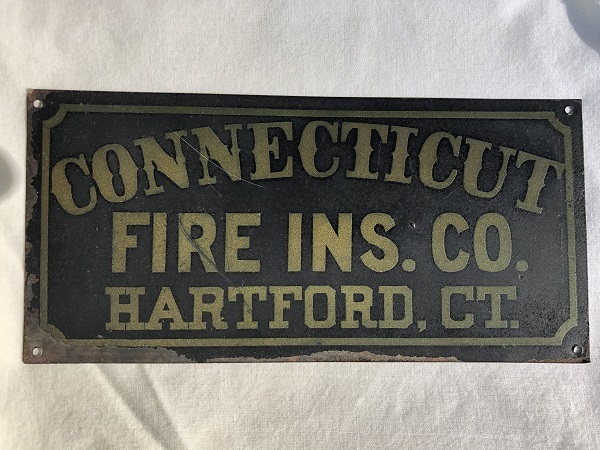 CONNECTICUT
FIRE INS. CO.
HARTFORD, CT.